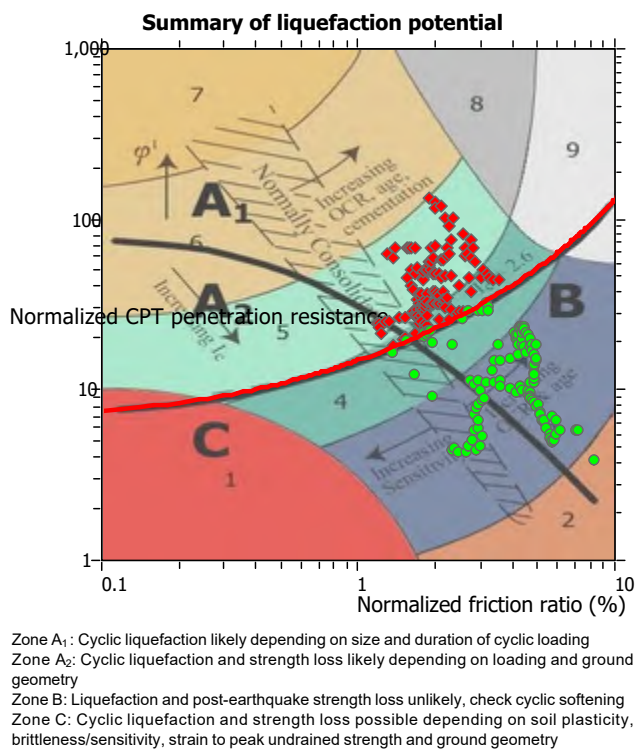 Summary of liquefaction potential
1,000
7
8
9
φ'
Increasing
OCR, age,
cementation
A1
Normally Consolidated
100
6
2.6
A2
Increasing Ic
B
Normalized CPT penetration resistance
5
10
4
C
1
Increasing
Sensitivity
2
1
0.1
1
10
Normalized friction ratio (%)
Zone A1: Cyclic liquefaction likely depending on size and duration of cyclic loading
Zone A2: Cyclic liquefaction and strength loss likely depending on loading and ground
geometry
Zone B: Liquefaction and post-earthquake strength loss unlikely, check cyclic softening
Zone C: Cyclic liquefaction and strength loss possible depending on soil plasticity,
brittleness/sensitivity, strain to peak undrained strength and ground geometry